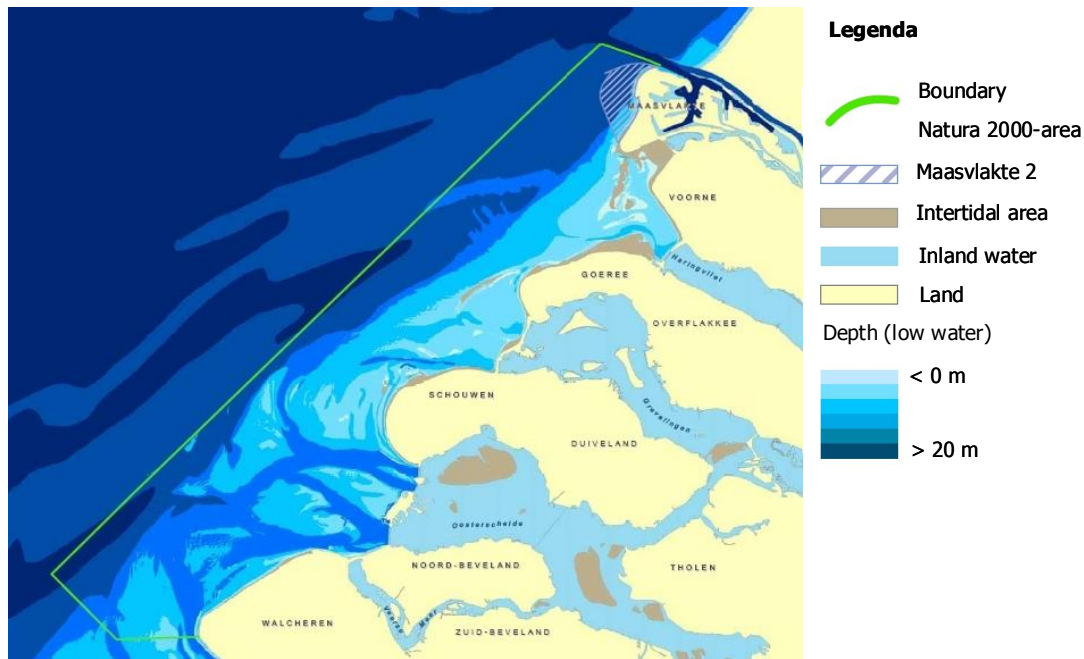 MAASVLAKTE
VOORNE
Haringvliet
GOEREE
OVERFLAKKEE
SCHOUWEN
Grevelingen
DUIVELAND
Oosterschelde
NOORD-BEVELAND
THOLEN
WALCHEREN
Veerse Meer
ZUID-BEVELAND
Legenda
Boundary
Natura 2000-area
Maasvlakte 2
Intertidal area
Inland water
Land
Depth (low water)
< 0 m
> 20 m